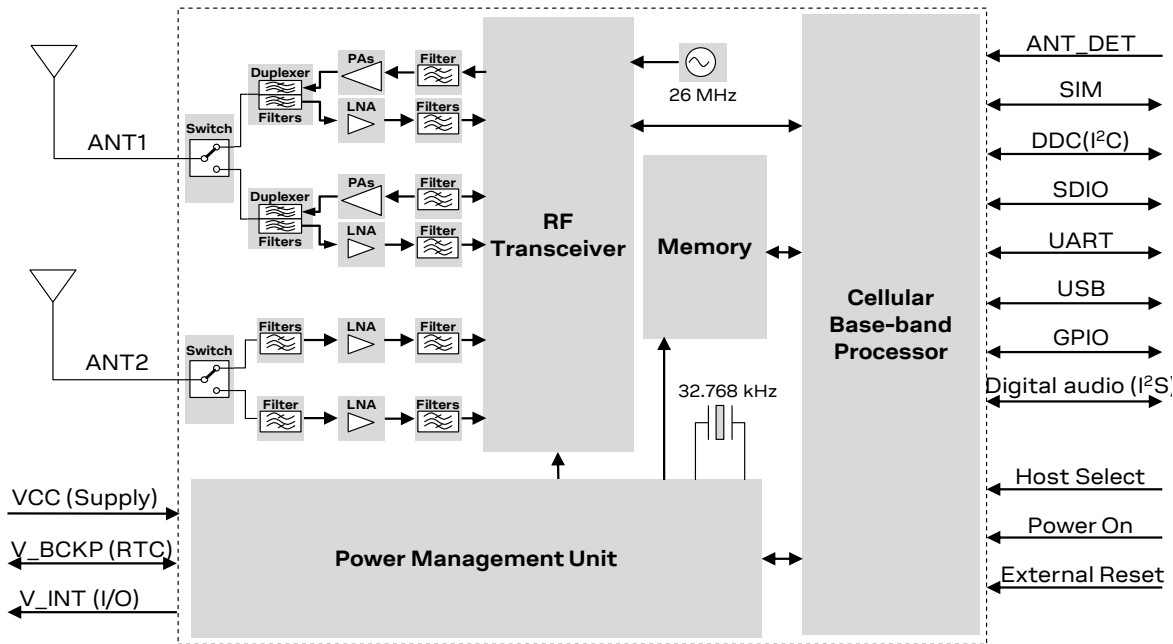 PAs
Filter
Duplexer
LNA
Filters
Filters
26 MHz
ANT1
Switch
PAs
Filter
Duplexer
LNA
Filter
Filters
RF
Transceiver
Memory
Cellular
Base-band
Processor
ANT2
Switch
Filters
LNA
Filter
Filter
LNA
Filters
32.768 kHz
VCC (Supply)
V_BCKP (RTC)
V_INT (I/O)
Power Management Unit
ANT_DET
SIM
DDC(I²C)
SDIO
UART
USB
GPIO
Digital audio (I²S)
Host Select
Power On
External Reset